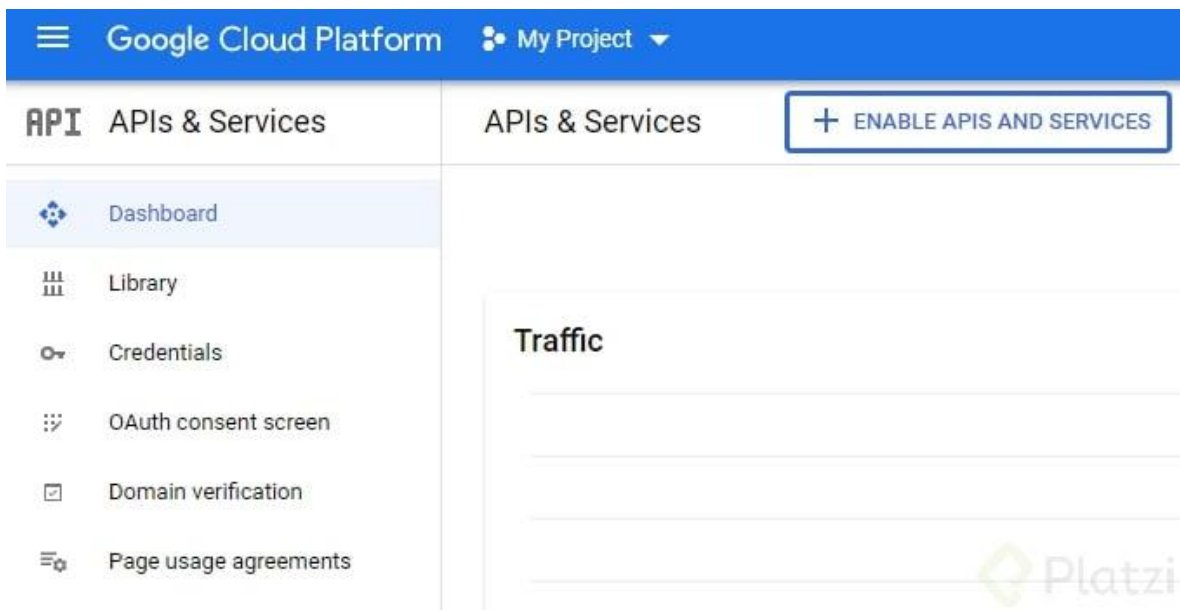 Google Cloud Platform My Project
API APIs & Services
APIs & Services + ENABLE APIS AND SERVICES
Dashboard
Library
Credentials
OAuth consent screen
Domain verification
Page usage agreements
Traffic
Platzi